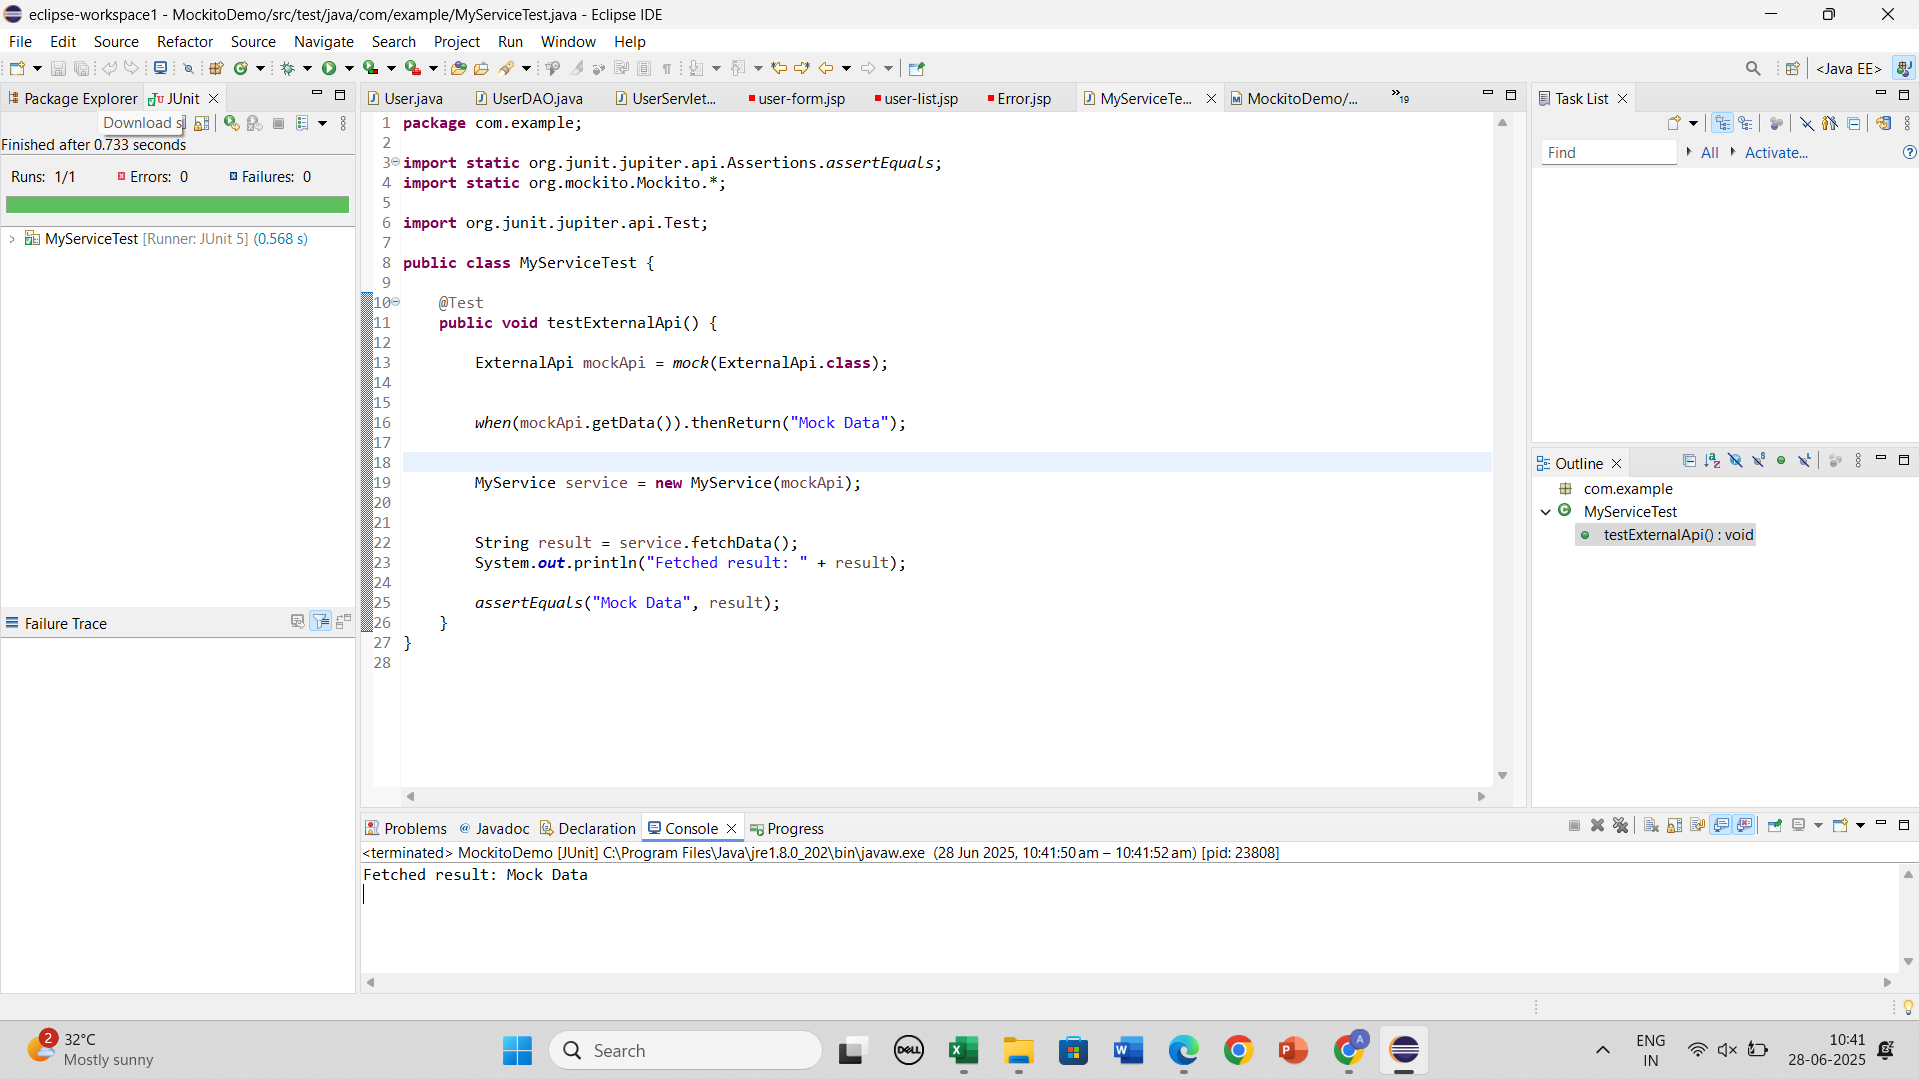 eclipse-workspace1 - MockitoDemo/src/test/java/com/example/MyServiceTest.java - Eclipse IDE
File Edit Source Refactor Source Navigate Search Project Run Window Help
<Java EE>
Package Explorer JUnit
Download s
Finished after 0.733 seconds
Runs: 1/1 Errors: 0 Failures: 0
MyServiceTest [Runner: JUnit 5] (0.568 s)
Failure Trace
User.java UserDAO.java UserServlet... user-form.jsp user-list.jsp Error.jsp MyServiceTe... MockitoDemo/... »19
1 package com.example;
2
3 import static org.junit.jupiter.api.Assertions.assertEquals;
4 import static org.mockito.Mockito.*;
5
6 import org.junit.jupiter.api.Test;
7
8 public class MyServiceTest {
9
10 @Test
11 public void testExternalApi() {
12
13 ExternalApi mockApi = mock(ExternalApi.class);
14
15
16 when(mockApi.getData()).thenReturn("Mock Data");
17
18
19 MyService service = new MyService(mockApi);
20
21
22 String result = service.fetchData();
23 System.out.println("Fetched result: " + result);
24
25 assertEquals("Mock Data", result);
26 }
27 }
28
Task List
Find All Activate...
Outline
com.example
MyServiceTest
testExternalApi() : void
Problems Javadoc Declaration Console Progress
<terminated> MockitoDemo [JUnit] C:\Program Files\Java\jre1.8.0_202\bin\javaw.exe (28 Jun 2025, 10:41:50 am – 10:41:52 am) [pid: 23808]
Fetched result: Mock Data
2
32°C
Mostly sunny
Search
DELL
A
ENG
IN
10:41
28-06-2025